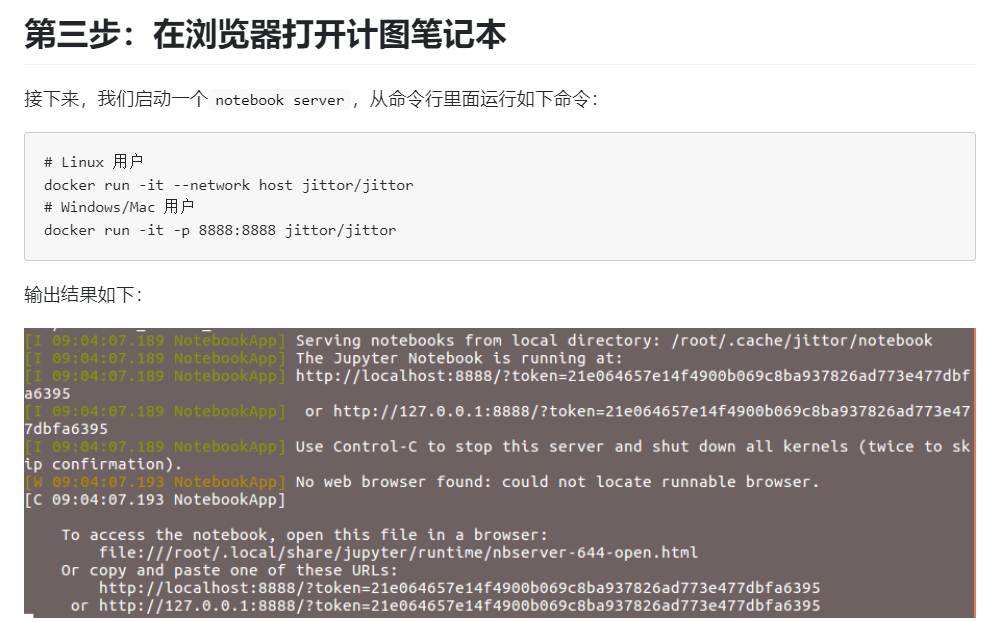 第三步：在浏览器打开计图笔记本
接下来，我们启动一个 notebook server ，从命令行里面运行如下命令：
# Linux 用户
docker run -it --network host jittor/jittor
# Windows/Mac 用户
docker run -it -p 8888:8888 jittor/jittor
输出结果如下：
[I 09:04:07.189 NotebookApp] Serving notebooks from local directory: /root/.cache/jittor/notebook
[I 09:04:07.189 NotebookApp] The Jupyter Notebook is running at:
[I 09:04:07.189 NotebookApp] http://localhost:8888/?token=21e064657e14f4900b069c8ba937826ad773e477dbf
a6395
[I 09:04:07.189 NotebookApp]  or http://127.0.0.1:8888/?token=21e064657e14f4900b069c8ba937826ad773e47
7dbfa6395
[I 09:04:07.189 NotebookApp] Use Control-C to stop this server and shut down all kernels (twice to sk
ip confirmation).
[W 09:04:07.193 NotebookApp] No web browser found: could not locate runnable browser.
[C 09:04:07.193 NotebookApp]
To access the notebook, open this file in a browser:
file:///root/.local/share/jupyter/runtime/nbserver-644-open.html
Or copy and paste one of these URLs:
http://localhost:8888/?token=21e064657e14f4900b069c8ba937826ad773e477dbfa6395
or http://127.0.0.1:8888/?token=21e064657e14f4900b069c8ba937826ad773e477dbfa6395